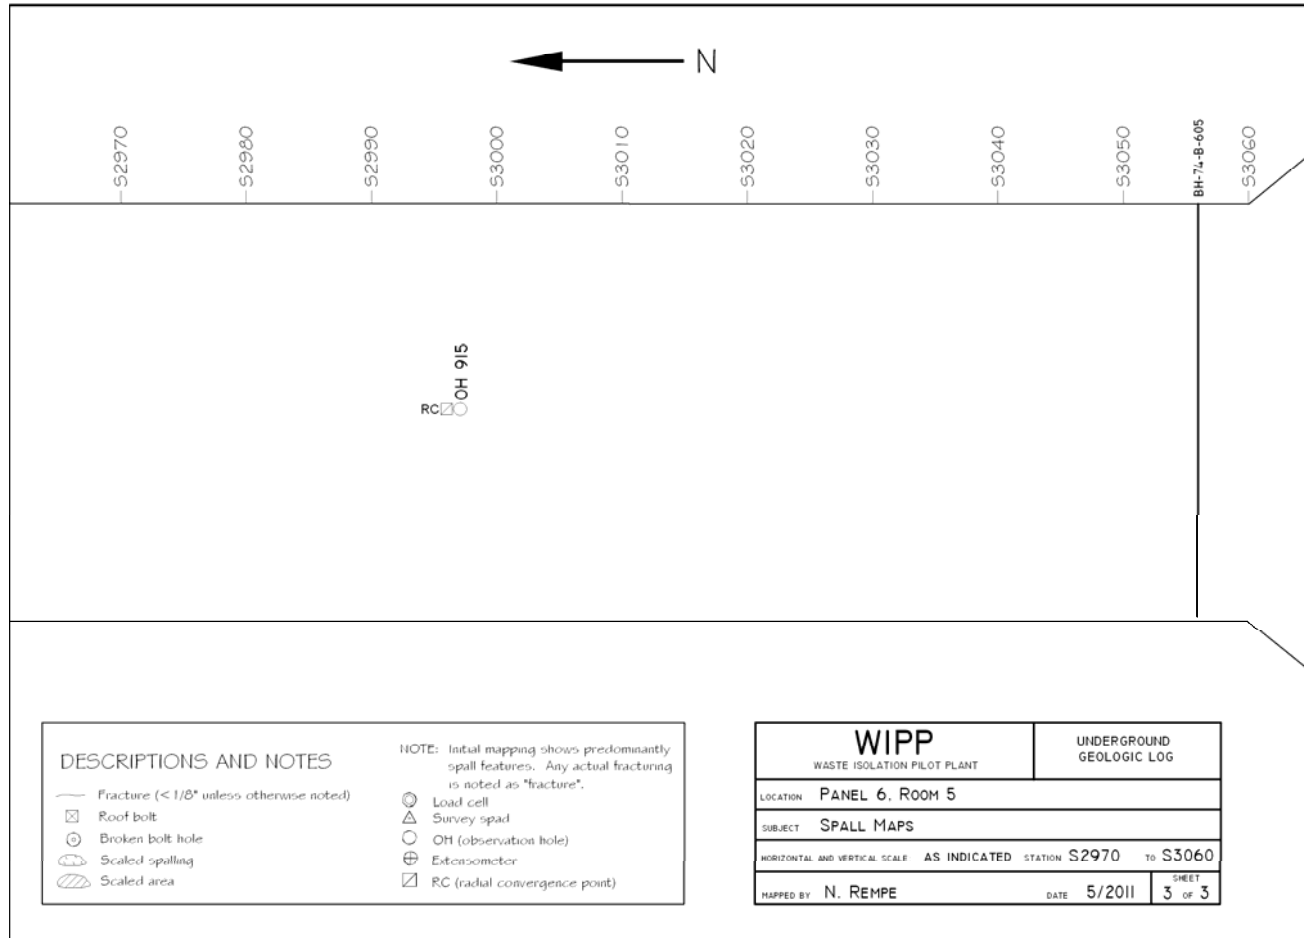 N
S2970
S2980
S2990
S3000
S3010
S3020
S3030
S3040
S3050
BH-74-B-605
S3060
OH 915
RC
DESCRIPTIONS AND NOTES
Fracture (< 1/8" unless otherwise noted)
Roof bolt
Broken bolt hole
Scaled spalling
Scaled area
NOTE: Initial mapping shows predominantly
spall features. Any actual fracturing
is noted as "fracture".
Load cell
Survey spad
OH (observation hole)
Extensometer
RC (radial convergence point)
WIPP
WASTE ISOLATION PILOT PLANT
UNDERGROUND
GEOLOGIC LOG
LOCATION PANEL 6, ROOM 5
SUBJECT SPALL MAPS
HORIZONTAL AND VERTICAL SCALE AS INDICATED STATION S2970 TO S3060
MAPPED BY N. REMPE DATE 5/2011
SHEET
3 OF 3